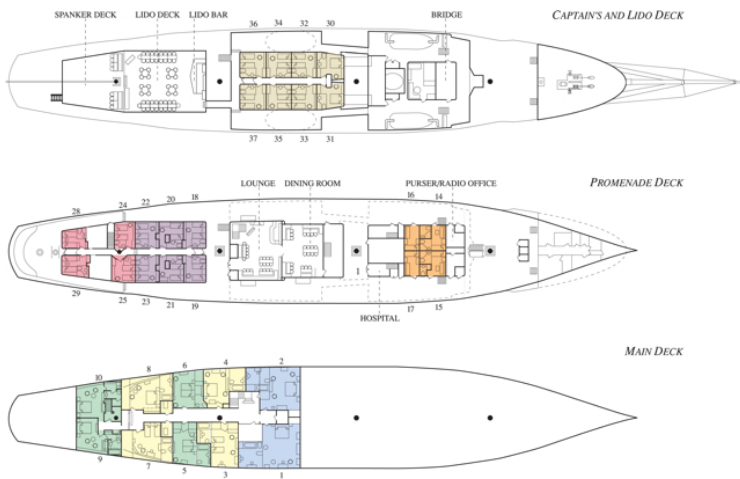 SPANKER DECK LIDO DECK LIDO BAR BRIDGE CAPTAIN'S AND LIDO DECK
36 34 32 30
37 35 33 31
LOUNGE DINING ROOM PURSER/RADIO OFFICE PROMENADE DECK
28 24 22 20 18 16 14
1
29 25 23 21 19 17 15
HOSPITAL
MAIN DECK
10 8 6 4 2
9 7 5 3 1